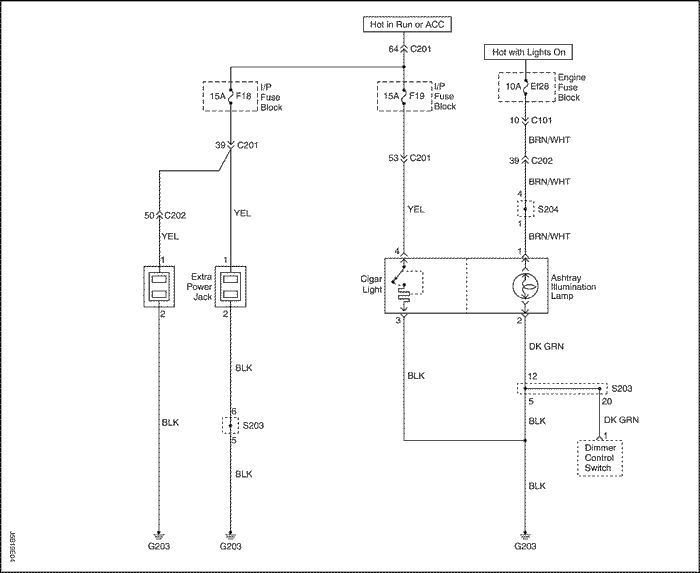 Hot in Run or ACC
64 C201
Hot with Lights On
15A F18
I/P
Fuse
Block
15A F19
I/P
Fuse
Block
10A Ef28
Engine
Fuse
Block
10 C101
BRN/WHT
39 C201
53 C201
39 C202
BRN/WHT
4
S204
1
50 C202
YEL
YEL
YEL
BRN/WHT
1
1
4
1
Extra
Power
Jack
Cigar
Light
Ashtray
Illumination
Lamp
2
2
3
2
DK GRN
BLK
BLK
12
S203
5
20
BLK
6
S203
5
BLK
DK GRN
1
Dimmer
Control
Switch
BLK
BLK
G203
G203
G203